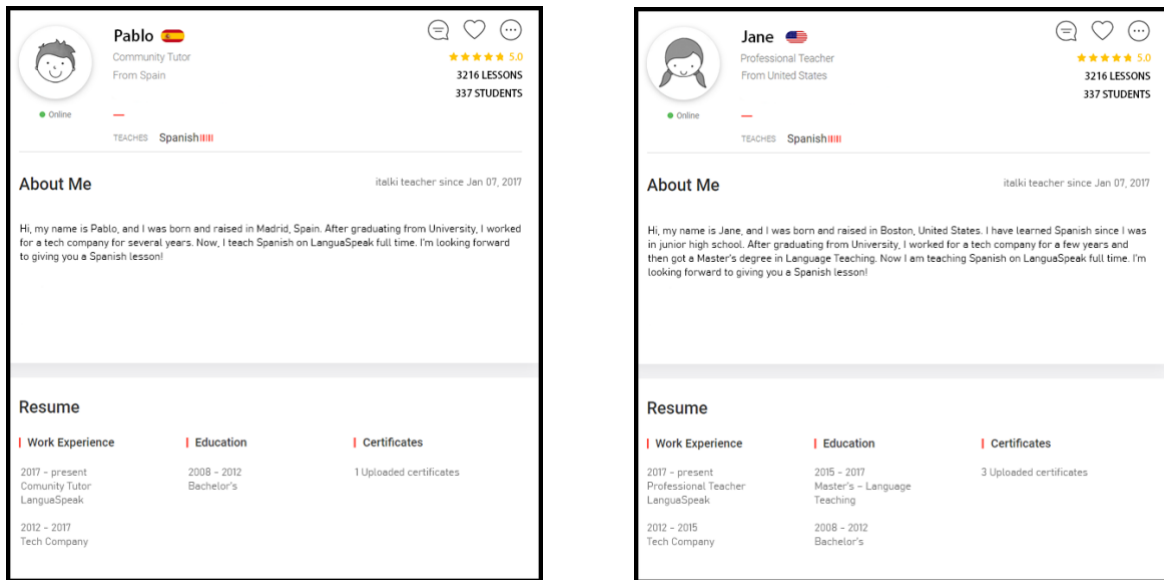 Pablo
Community Tutor
From Spain
5.0
3216 LESSONS
337 STUDENTS
Online
TEACHES Spanish
About Me
italki teacher since Jan 07, 2017
Hi, my name is Pablo, and I was born and raised in Madrid, Spain. After graduating from University, I worked
for a tech company for several years. Now, I teach Spanish on LanguaSpeak full time. I'm looking forward
to giving you a Spanish lesson!
Resume
Work Experience
2017 – present
Comunity Tutor
LanguaSpeak
2012 – 2017
Tech Company
Education
2008 – 2012
Bachelor's
Certificates
1 Uploaded certificates
Jane
Professional Teacher
From United States
5.0
3216 LESSONS
337 STUDENTS
Online
TEACHES Spanish
About Me
italki teacher since Jan 07, 2017
Hi, my name is Jane, and I was born and raised in Boston, United States. I have learned Spanish since I was
in junior high school. After graduating from University, I worked for a tech company for a few years and
then got a Master's degree in Language Teaching. Now I am teaching Spanish on LanguaSpeak full time. I'm
looking forward to giving you a Spanish lesson!
Resume
Work Experience
2017 – present
Professional Teacher
LanguaSpeak
2012 – 2015
Tech Company
Education
2015 – 2017
Master's – Language
Teaching
2008 – 2012
Bachelor's
Certificates
3 Uploaded certificates